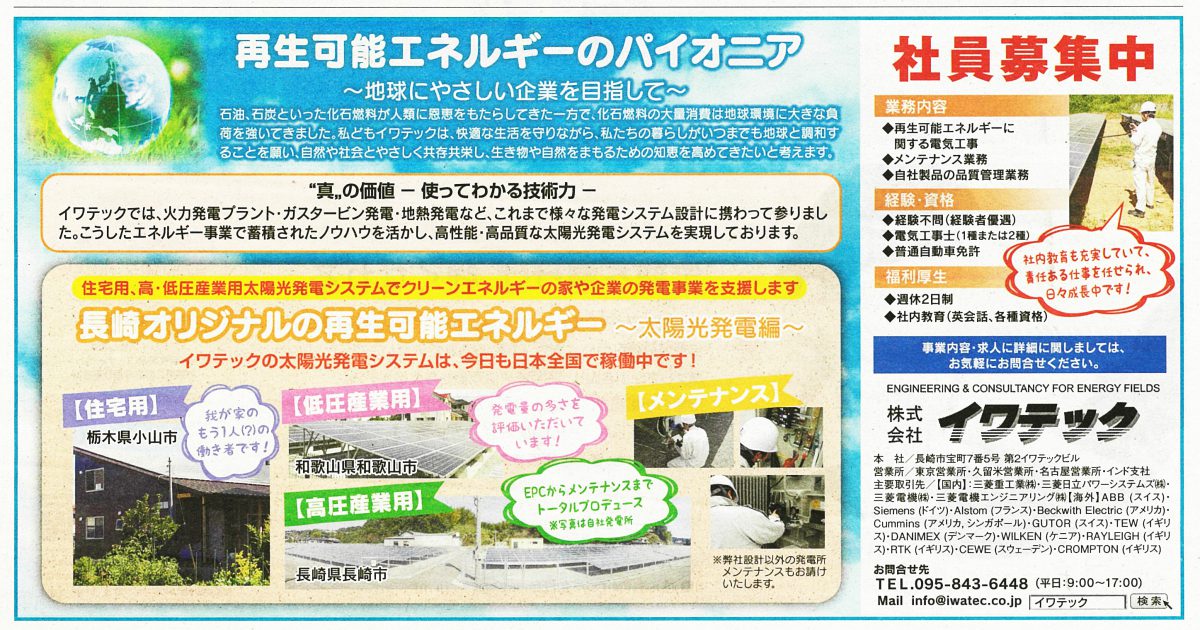 再生可能エネルギーのパイオニア
～地球にやさしい企業を目指して～
石油、石炭といった化石燃料が人類に恩恵をもたらしてきた一方で、化石燃料の大量消費は地球環境に大きな負
荷を強いてきました。私どもイワテックは、快適な生活を守りながら、私たちの暮らしがいつまでも地球と調和す
ることを願い、自然や社会とやさしく共存共栄し、生き物や自然をまもるための知恵を高めてきたいと考えます。
“真„の価値 － 使ってわかる技術力 －
イワテックでは、火力発電プラント・ガスタービン発電・地熱発電など、これまで様々な発電システム設計に携わって参りまし
た。こうしたエネルギー事業で蓄積されたノウハウを活かし、高性能・高品質な太陽光発電システムを実現しております。
住宅用、高・低圧産業用太陽光発電システムでクリーンエネルギーの家や企業の発電事業を支援します
長崎オリジナルの再生可能エネルギー ～太陽光発電編～
イワテックの太陽光発電システムは、今日も日本全国で稼働中です！
【住宅用】
栃木県小山市
我が家の
もう1人(?)の
働き者です！
【低圧産業用】
和歌山県和歌山市
発電量の多さを
評価いただいて
います！
【高圧産業用】
長崎県長崎市
EPCからメンテナンスまで
トータルプロデュース
※写真は自社発電所
【メンテナンス】
※弊社設計以外の発電所
メンテナンスもお請け
いたします。
社員募集中
業務内容
◆再生可能エネルギーに
関する電気工事
◆メンテナンス業務
◆自社製品の品質管理業務
経験・資格
◆経験不問（経験者優遇）
◆電気工事士（1種または2種）
◆普通自動車免許
福利厚生
◆週休2日制
◆社内教育（英会話、各種資格）
社内教育も充実していて、
責任ある仕事を任せられ、
日々成長中です！
事業内容・求人に詳細に関しましては、
お気軽にお問合せください。
ENGINEERING & CONSULTANCY FOR ENERGY FIELDS
株式会社 イワテック
本　社／長崎市宝町7番5号 第2イワテックビル
営業所／東京営業所・久留米営業所・名古屋営業所・インド支社
主要取引先／【国内】：三菱重工業㈱・三菱日立パワーシステムズ㈱・
三菱電機㈱・三菱電機エンジニアリング㈱【海外】ABB（スイス）・
Siemens（ドイツ）・Alstom（フランス）・Beckwith Electric（アメリカ）・
Cummins（アメリカ, シンガポール）・GUTOR（スイス）・TEW（イギリ
ス）・DANIMEX（デンマーク）・WILKEN（ケニア）・RAYLEIGH（イギリ
ス）・RTK（イギリス）・CEWE（スウェーデン）・CROMPTON（イギリス）
お問合せ先
TEL.095-843-6448（平日：9:00～17:00）
Mail info@iwatec.co.jp イワテック 検索